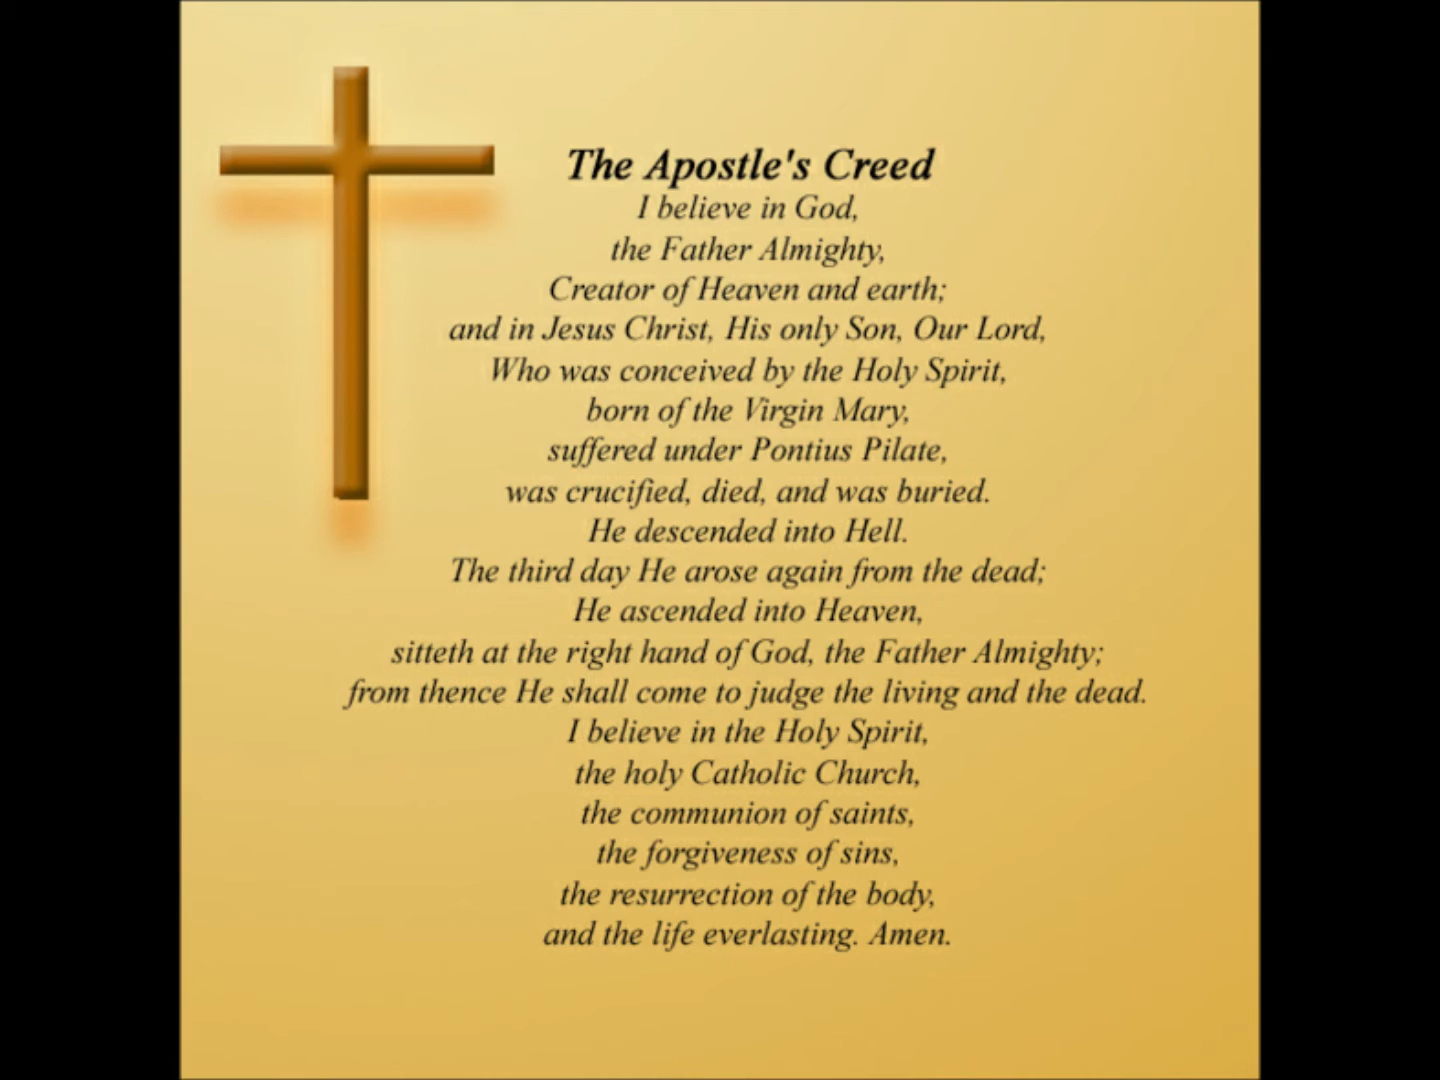 The Apostle's Creed
I believe in God,
the Father Almighty,
Creator of Heaven and earth;
and in Jesus Christ, His only Son, Our Lord,
Who was conceived by the Holy Spirit,
born of the Virgin Mary,
suffered under Pontius Pilate,
was crucified, died, and was buried.
He descended into Hell.
The third day He arose again from the dead;
He ascended into Heaven,
sitteth at the right hand of God, the Father Almighty;
from thence He shall come to judge the living and the dead.
I believe in the Holy Spirit,
the holy Catholic Church,
the communion of saints,
the forgiveness of sins,
the resurrection of the body,
and the life everlasting. Amen.